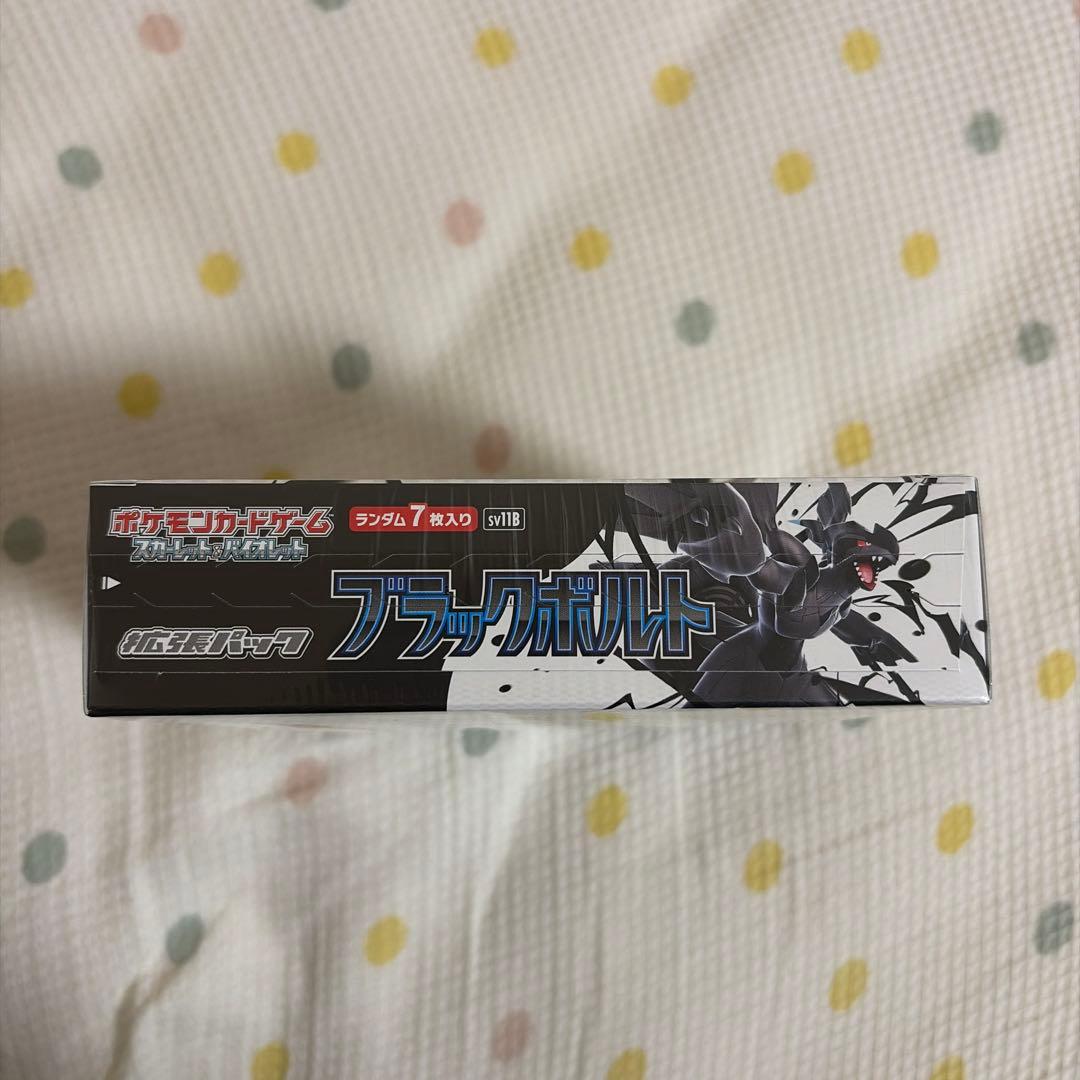 ポケモンカードゲーム
スカーレット&バイオレット
ランダム7枚入り
sv11B
拡張パック
ブラックボルト